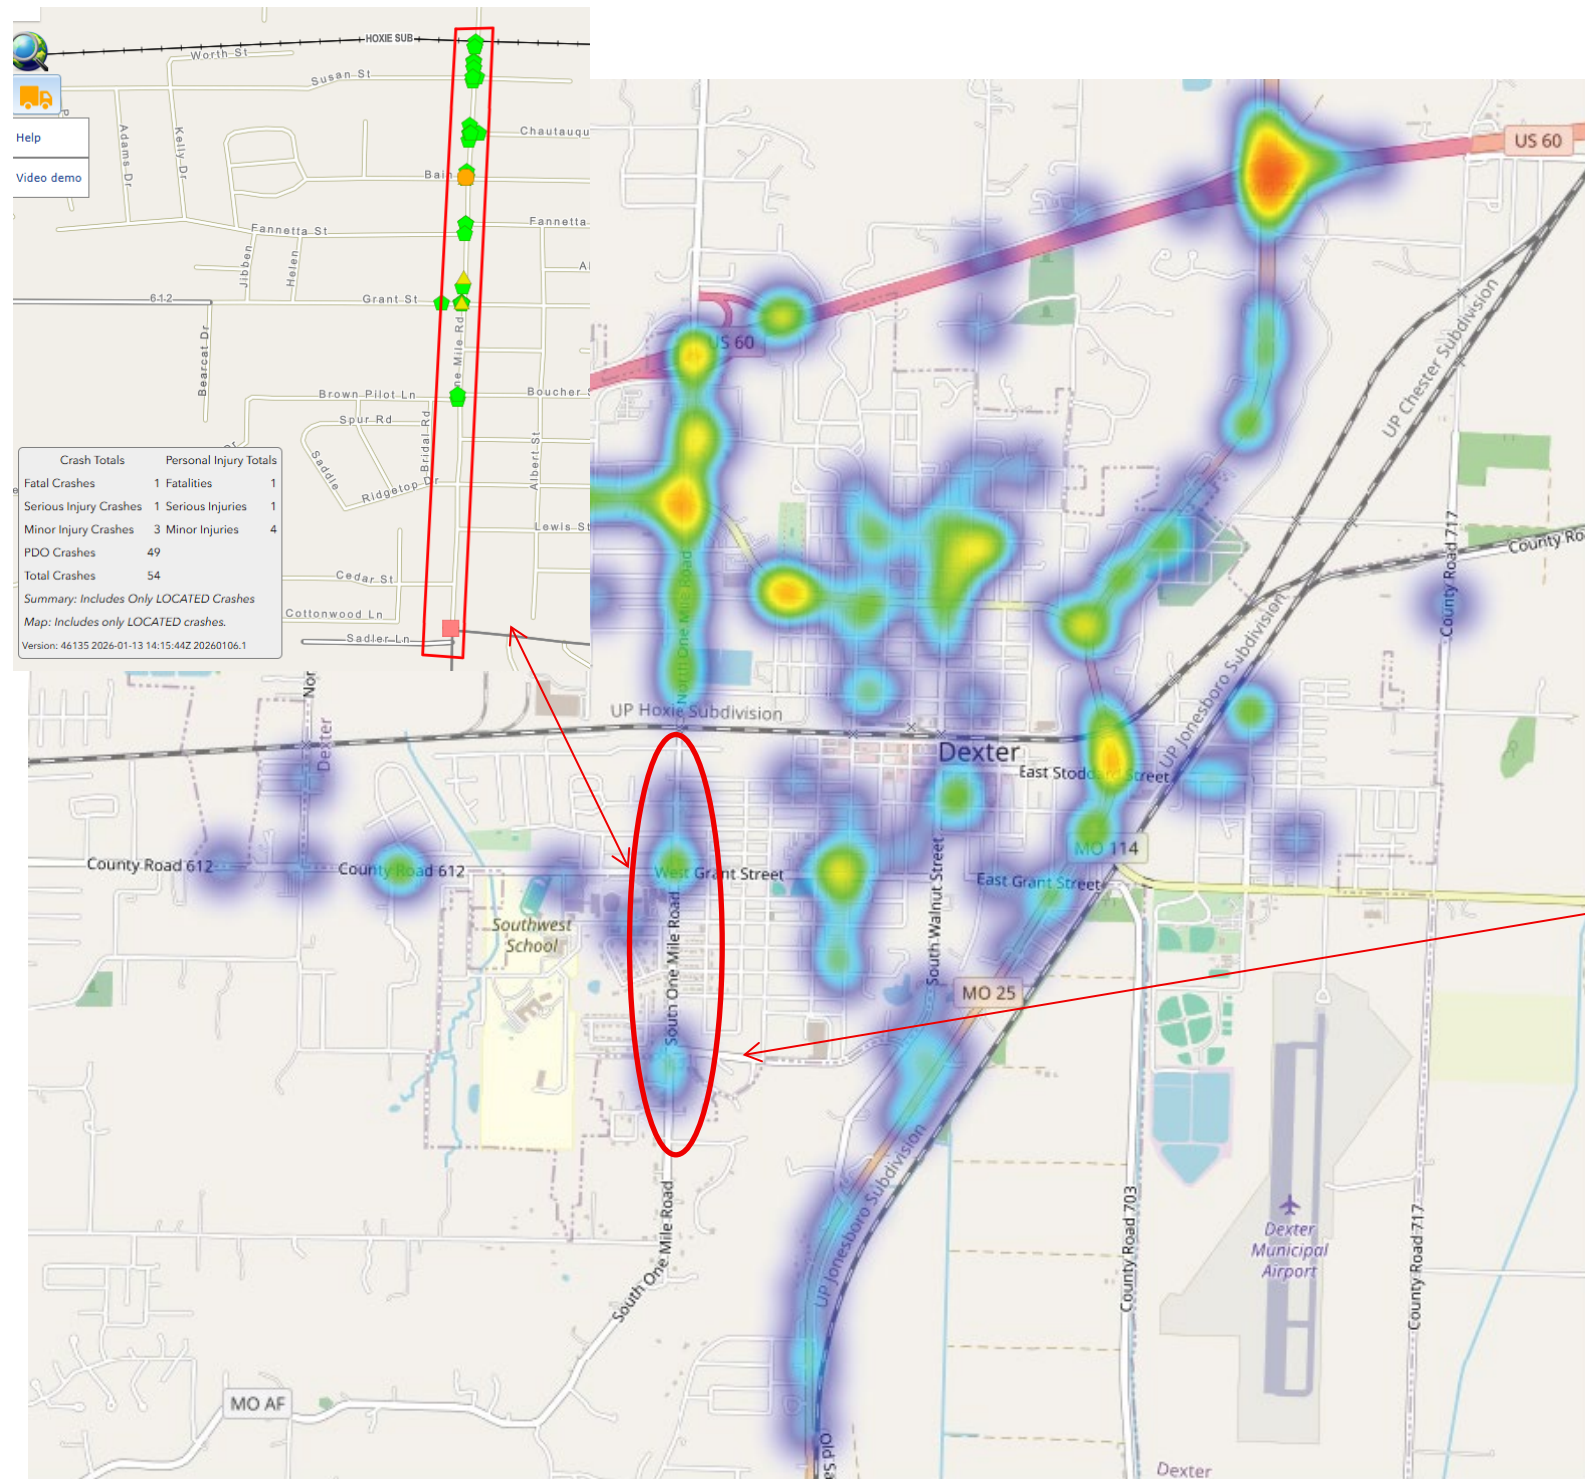 HOXIE SUB
Worth St
Susan St
Help
Video demo
Adams Dr
Kelly Dr
Chautauqu
Bain
Fannetta
Fannetta St
Jibben
Helen
Al
612
Grant St
ne Mile Rd
Bearcat Dr
Brown Pilot Ln
Boucher S
Spur Rd
Bridal Rd
Albert St
Saddle
Ridgetop Dr
Lewis St
Cedar St
Cottonwood Ln
Sadler Ln
Crash Totals Personal Injury Totals
Fatal Crashes 1 Fatalities 1
Serious Injury Crashes 1 Serious Injuries 1
Minor Injury Crashes 3 Minor Injuries 4
PDO Crashes 49
Total Crashes 54
Summary: Includes Only LOCATED Crashes
Map: Includes only LOCATED crashes.
Version: 46135 2026-01-13 14:15:44Z 20260106.1
US 60
US 60
UP Chester Subdivision
County Road 717
County Ro
North One Mile Road
UP Jonesboro Subdivision
Nor
Dexter
UP Hoxie Subdivision
Dexter
East Stoddard Street
MO 114
County Road 612
County Road 612
West Grant Street
East Grant Street
Southwest
School
South One Mile Road
South Walnut Street
MO 25
UP Jonesboro Subdivision
County Road 703
County Road 717
Dexter
Municipal
Airport
South One Mile Road
MO AF
Old Sa
Dexter